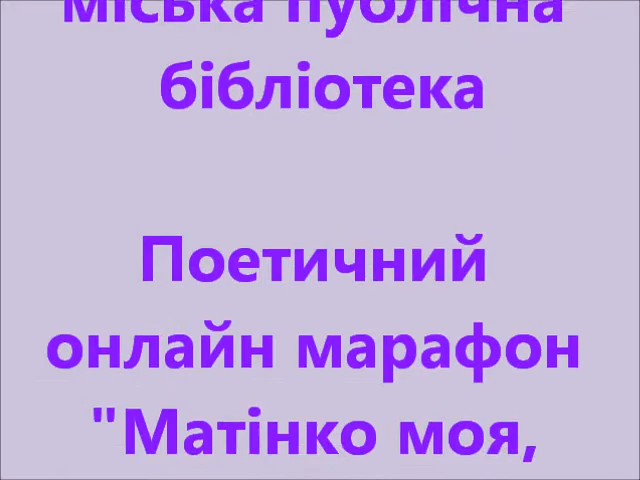 міська публічна
бібліотека
Поетичний
онлайн марафон
"Матінко моя,